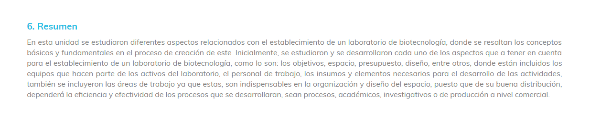 6. Resumen
En esta unidad se estudiaron diferentes aspectos relacionados con el establecimiento de un laboratorio de biotecnología, donde se resaltan los conceptos
básicos y fundamentales en el proceso de creación de este. Inicialmente, se estudiaron y se desarrollaron cada uno de los aspectos que a tener en cuenta
para el establecimiento de un laboratorio de biotecnología, como lo son: los objetivos, espacio, presupuesto, diseño, entre otros, donde están incluidos los
equipos que hacen parte de los activos del laboratorio, el personal de trabajo, los insumos y elementos necesarios para el desarrollo de las actividades,
también se incluyeran las áreas de trabajo ya que estas, son indispensables en la organización y diseño del espacio, puesto que de su buena distribución,
dependerá la eficiencia y efectividad de los procesos que se desarrollaran, sean procesos, académicos, investigativos o de producción a nivel comercial.